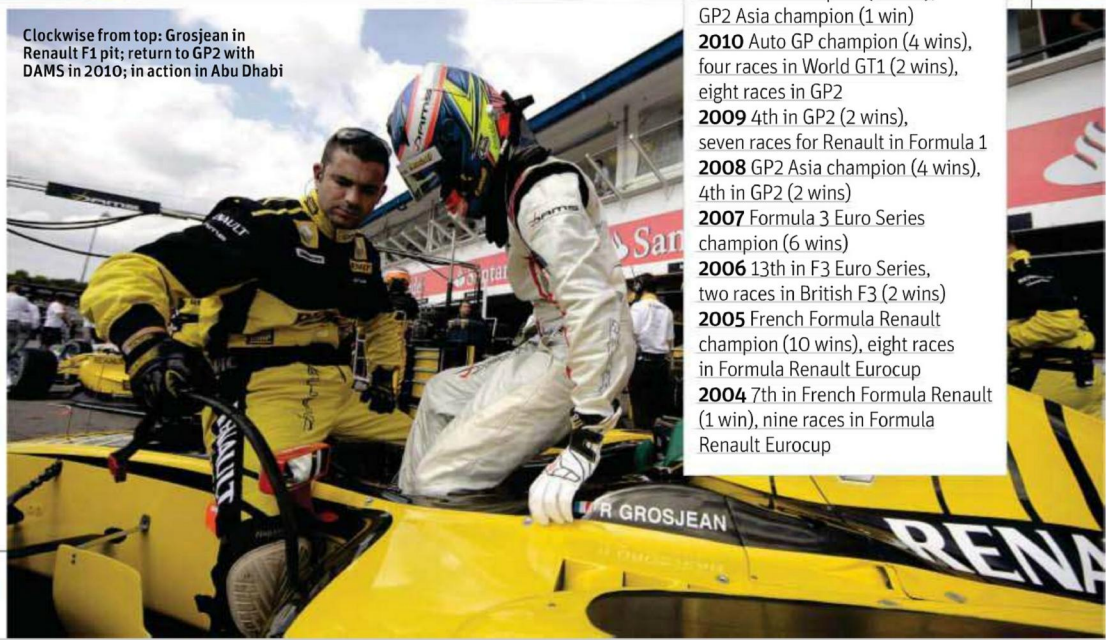 Clockwise from top: Grosjean in
Renault F1 pit; return to GP2 with
DAMS in 2010; in action in Abu Dhabi
GP2 Asia champion (1 win)
2010 Auto GP champion (4 wins),
four races in World GT1 (2 wins),
eight races in GP2
2009 4th in GP2 (2 wins),
seven races for Renault in Formula 1
2008 GP2 Asia champion (4 wins),
4th in GP2 (2 wins)
2007 Formula 3 Euro Series
champion (6 wins)
2006 13th in F3 Euro Series,
two races in British F3 (2 wins)
2005 French Formula Renault
champion (10 wins), eight races
in Formula Renault Eurocup
2004 7th in French Formula Renault
(1 win), nine races in Formula
Renault Eurocup
DAMS
DAMS
DAMS
San
R GROSJEAN
RENA